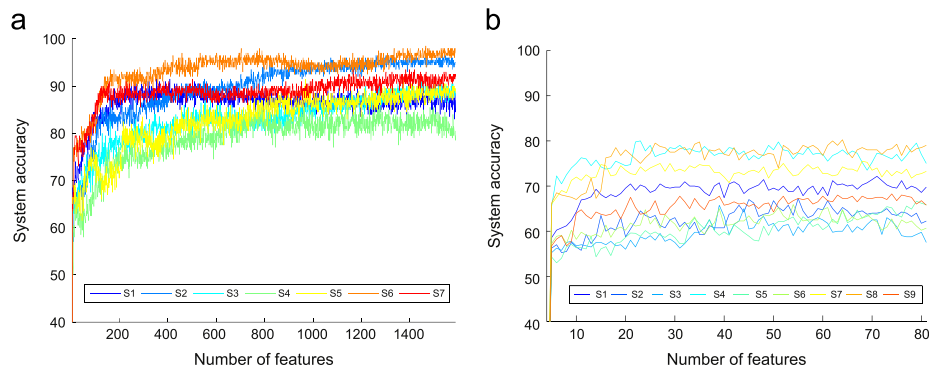 a
100
90
80
70
60
50
40
System accuracy
200 400 600 800 1000 1200 1400
Number of features
S1 S2 S3 S4 S5 S6 S7
b
100
90
80
70
60
50
40
System accuracy
10 20 30 40 50 60 70 80
Number of features
S1 S2 S3 S4 S5 S6 S7 S8 S9